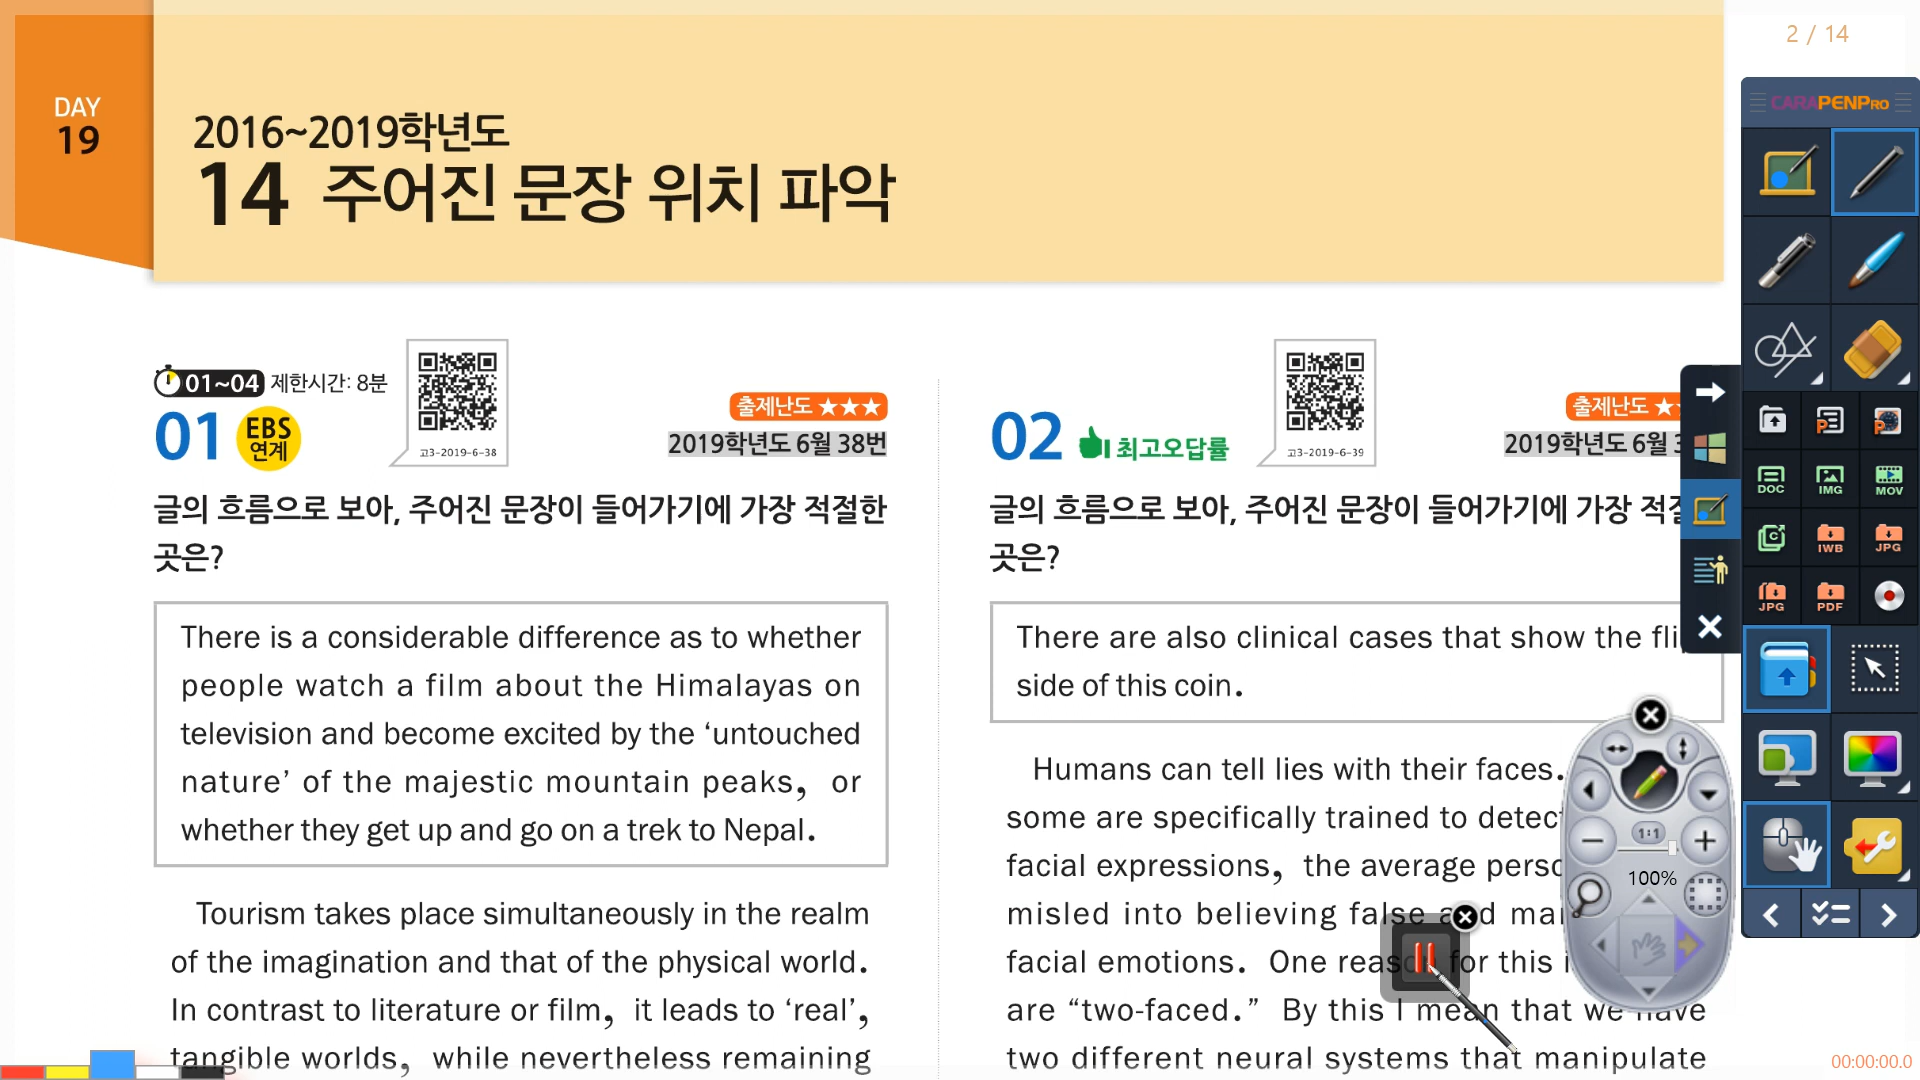 2 / 14
DAY
19
2016~2019학년도
14 주어진 문장 위치 파악
01~04 제한시간: 8분
01 EBS 연계
고3-2019-6-38
출제난도 ★★★
2019학년도 6월 38번
글의 흐름으로 보아, 주어진 문장이 들어가기에 가장 적절한
곳은?
There is a considerable difference as to whether
people watch a film about the Himalayas on
television and become excited by the ‘untouched
nature’ of the majestic mountain peaks, or
whether they get up and go on a trek to Nepal.
Tourism takes place simultaneously in the realm
of the imagination and that of the physical world.
In contrast to literature or film, it leads to ‘real’,
tangible worlds, while nevertheless remaining
02 최고오답률
고3-2019-6-39
출제난도 ★
2019학년도 6월
글의 흐름으로 보아, 주어진 문장이 들어가기에 가장
곳은?
There are also clinical cases that show the
side of this coin.
Humans can tell lies with their faces.
some are specifically trained to
facial expressions, the average
misled into believing false
facial emotions. One for this
are “two-faced.” By this I mean that we have
two different neural systems that manipulate
CARAPENPRO
DOC
IMG
MOV
IWB
JPG
JPG
PDF
1:1
100%
00:00:00.0